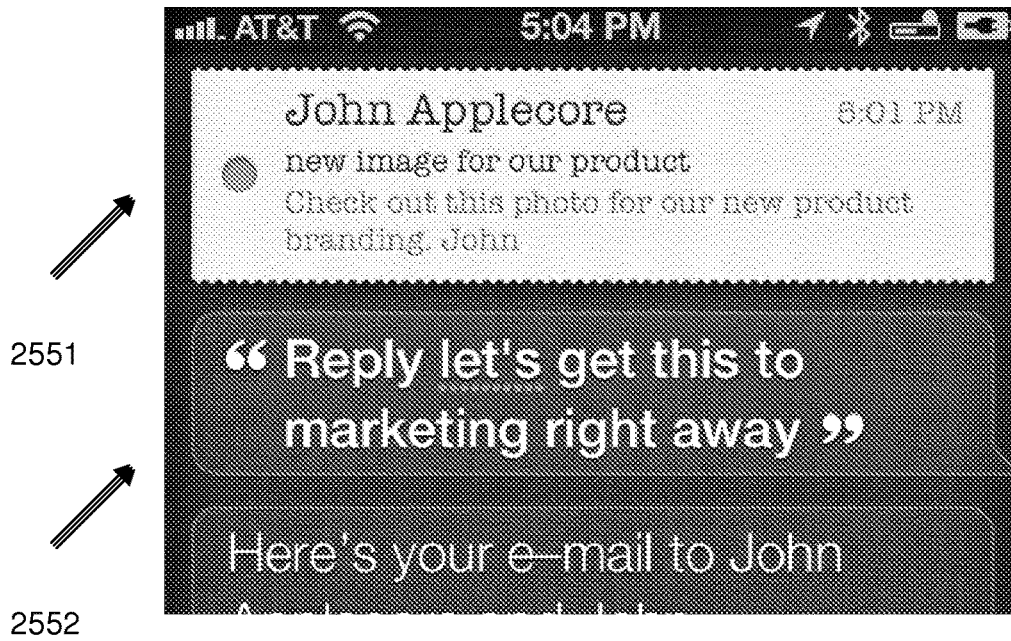 AT&T 5:04 PM
John Applecore 5:01 PM
new image for our product
Check out this photo for our new product
branding. John
2551
“ Reply let's get this to
marketing right away ”
Here's your e–mail to John
2552